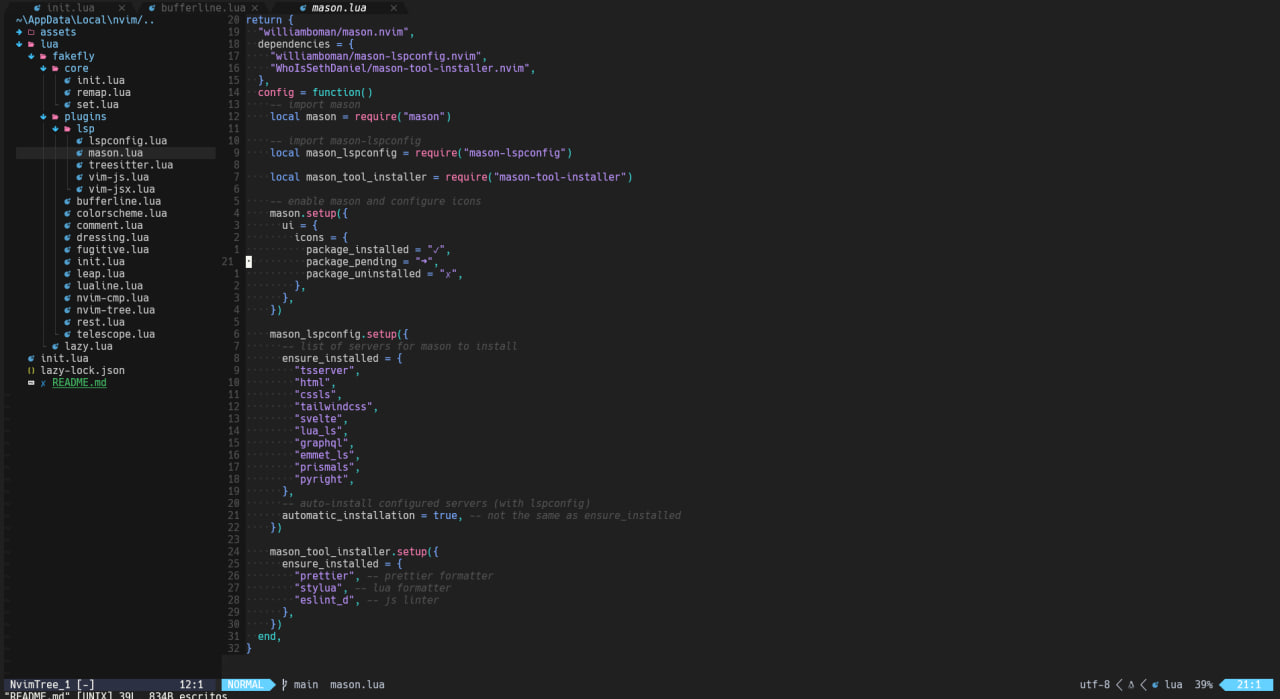 init.lua bufferline.lua mason.lua
~\AppData\Local\nvim/..
assets
lua
fakefly
core
init.lua
remap.lua
set.lua
plugins
lsp
lspconfig.lua
mason.lua
treesitter.lua
vim-js.lua
vim-jsx.lua
bufferline.lua
colorscheme.lua
comment.lua
dressing.lua
fugitive.lua
init.lua
leap.lua
lualine.lua
nvim-cmp.lua
nvim-tree.lua
rest.lua
telescope.lua
lazy.lua
init.lua
lazy-lock.json
README.md
20 return {
19   "williamboman/mason.nvim",
18   dependencies = {
17     "williamboman/mason-lspconfig.nvim",
16     "WhoIsSethDaniel/mason-tool-installer.nvim",
15   },
14   config = function()
13     -- import mason
12     local mason = require("mason")
11
10     -- import mason-lspconfig
9     local mason_lspconfig = require("mason-lspconfig")
8
7     local mason_tool_installer = require("mason-tool-installer")
6
5     -- enable mason and configure icons
4     mason.setup({
3       ui = {
2         icons = {
1           package_installed = "✓",
21           package_pending = "➜",
1           package_uninstalled = "✗",
2         },
3       },
4     })
5
6     mason_lspconfig.setup({
7       -- list of servers for mason to install
8       ensure_installed = {
9         "tsserver",
10         "html",
11         "cssls",
12         "tailwindcss",
13         "svelte",
14         "lua_ls",
15         "graphql",
16         "emmet_ls",
17         "prismals",
18         "pyright",
19       },
20       -- auto-install configured servers (with lspconfig)
21       automatic_installation = true, -- not the same as ensure_installed
22     })
23
24     mason_tool_installer.setup({
25       ensure_installed = {
26         "prettier", -- prettier formatter
27         "stylua", -- lua formatter
28         "eslint_d", -- js linter
29       },
30     })
31   end,
32 }
NvimTree_1 [-] 12:1 NORMAL main mason.lua utf-8 lua 39% 21:1
"README.md" [UNIX] 39L, 834B escritos